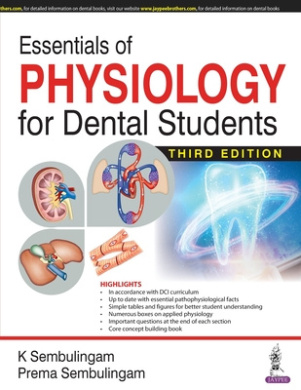 thers.com, for detailed information on dental books, visit our website www.jaypeebrothers.com, for detailed information on dental books
Essentials of
PHYSIOLOGY
for Dental Students
THIRD EDITION
HIGHLIGHTS
• In accordance with DCI curriculum
• Up to date with essential pathophysiological facts
• Simple tables and figures for better student understanding
• Numerous boxes on applied physiology
• Important questions at the end of each section
• Core concept building book
K Sembulingam
Prema Sembulingam
JAYPEE